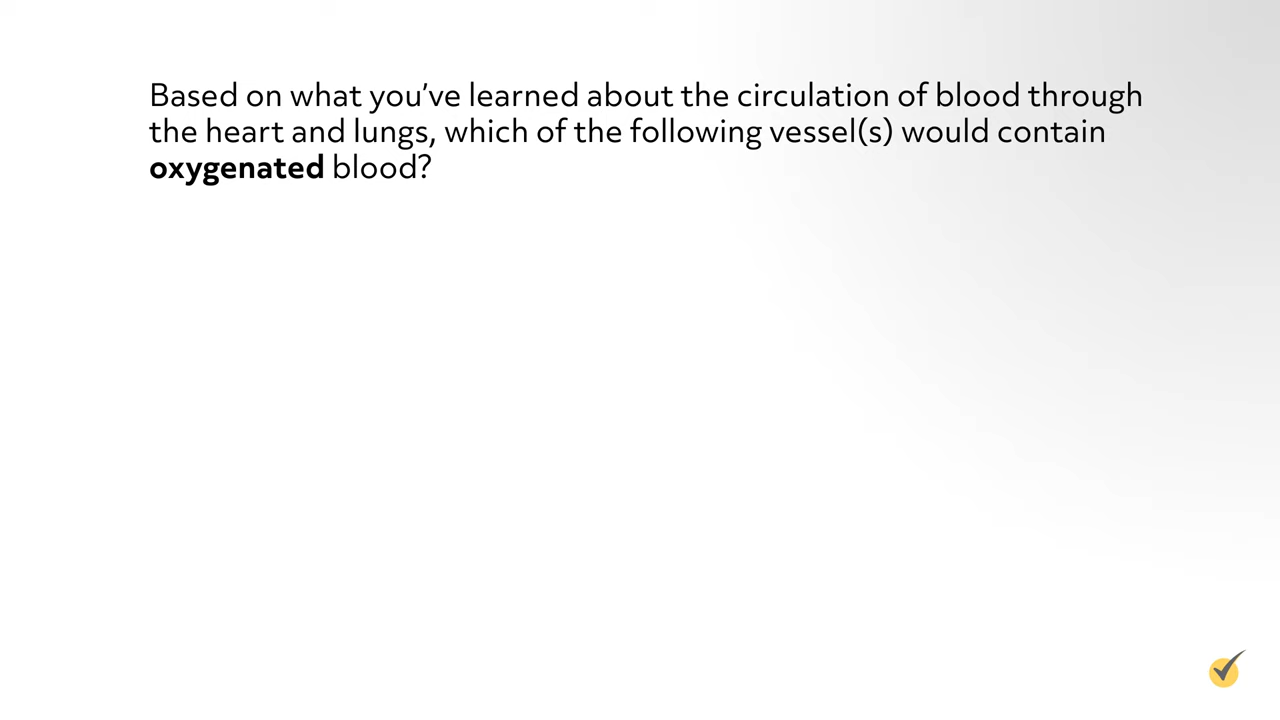 Based on what you’ve learned about the circulation of blood through
the heart and lungs, which of the following vessel(s) would contain
oxygenated blood?